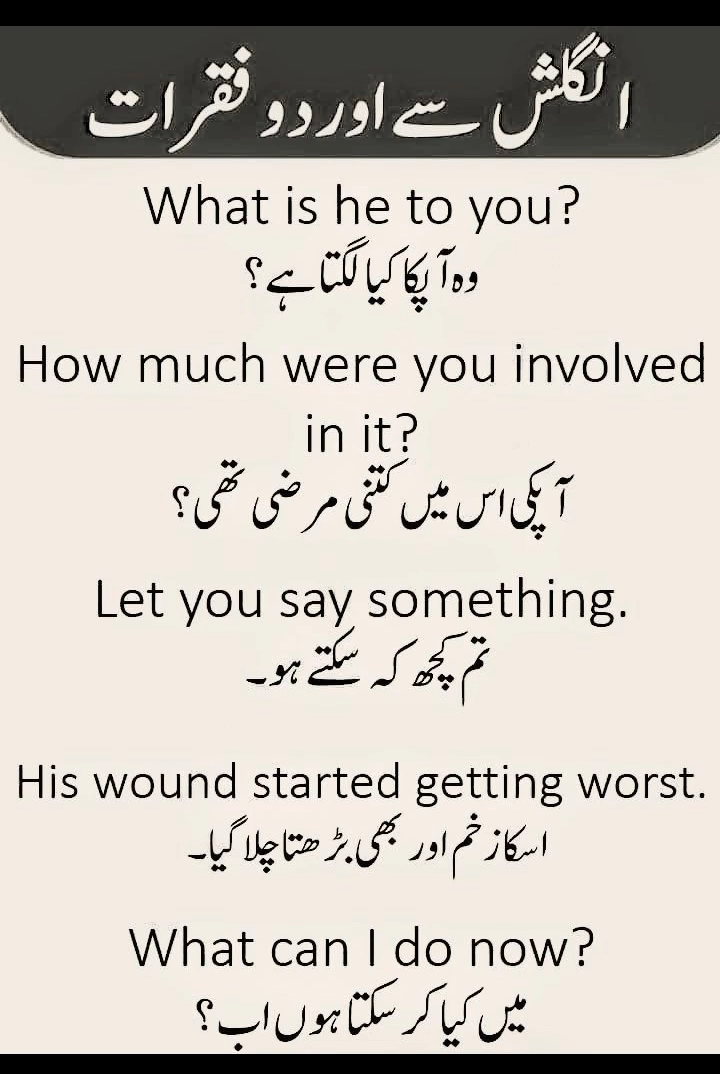 انگلش سے اور دو فقرات
What is he to you?
وہ آپکا کیا لگتا ہے؟
How much were you involved
in it?
آپکی اس میں کتنی مرضی تھی؟
Let you say something.
تم کچھ کہ سکتے ہو۔
His wound started getting worst.
اسکا زخم اور بھی بڑھتا چلا گیا۔
What can I do now?
میں کیا کر سکتا ہوں اب؟